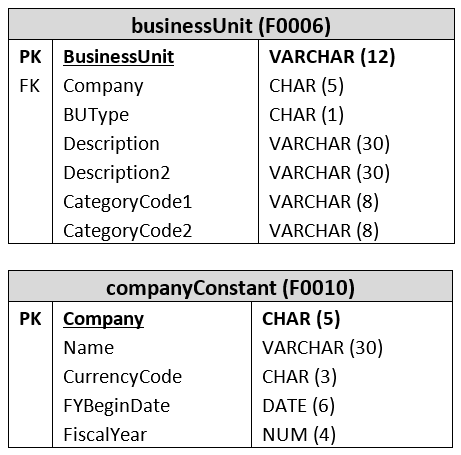 businessUnit (F0006)
PK BusinessUnit VARCHAR (12)
FK Company CHAR (5)
BUType CHAR (1)
Description VARCHAR (30)
Description2 VARCHAR (30)
CategoryCode1 VARCHAR (8)
CategoryCode2 VARCHAR (8)
companyConstant (F0010)
PK Company CHAR (5)
Name VARCHAR (30)
CurrencyCode CHAR (3)
FYBeginDate DATE (6)
FiscalYear NUM (4)